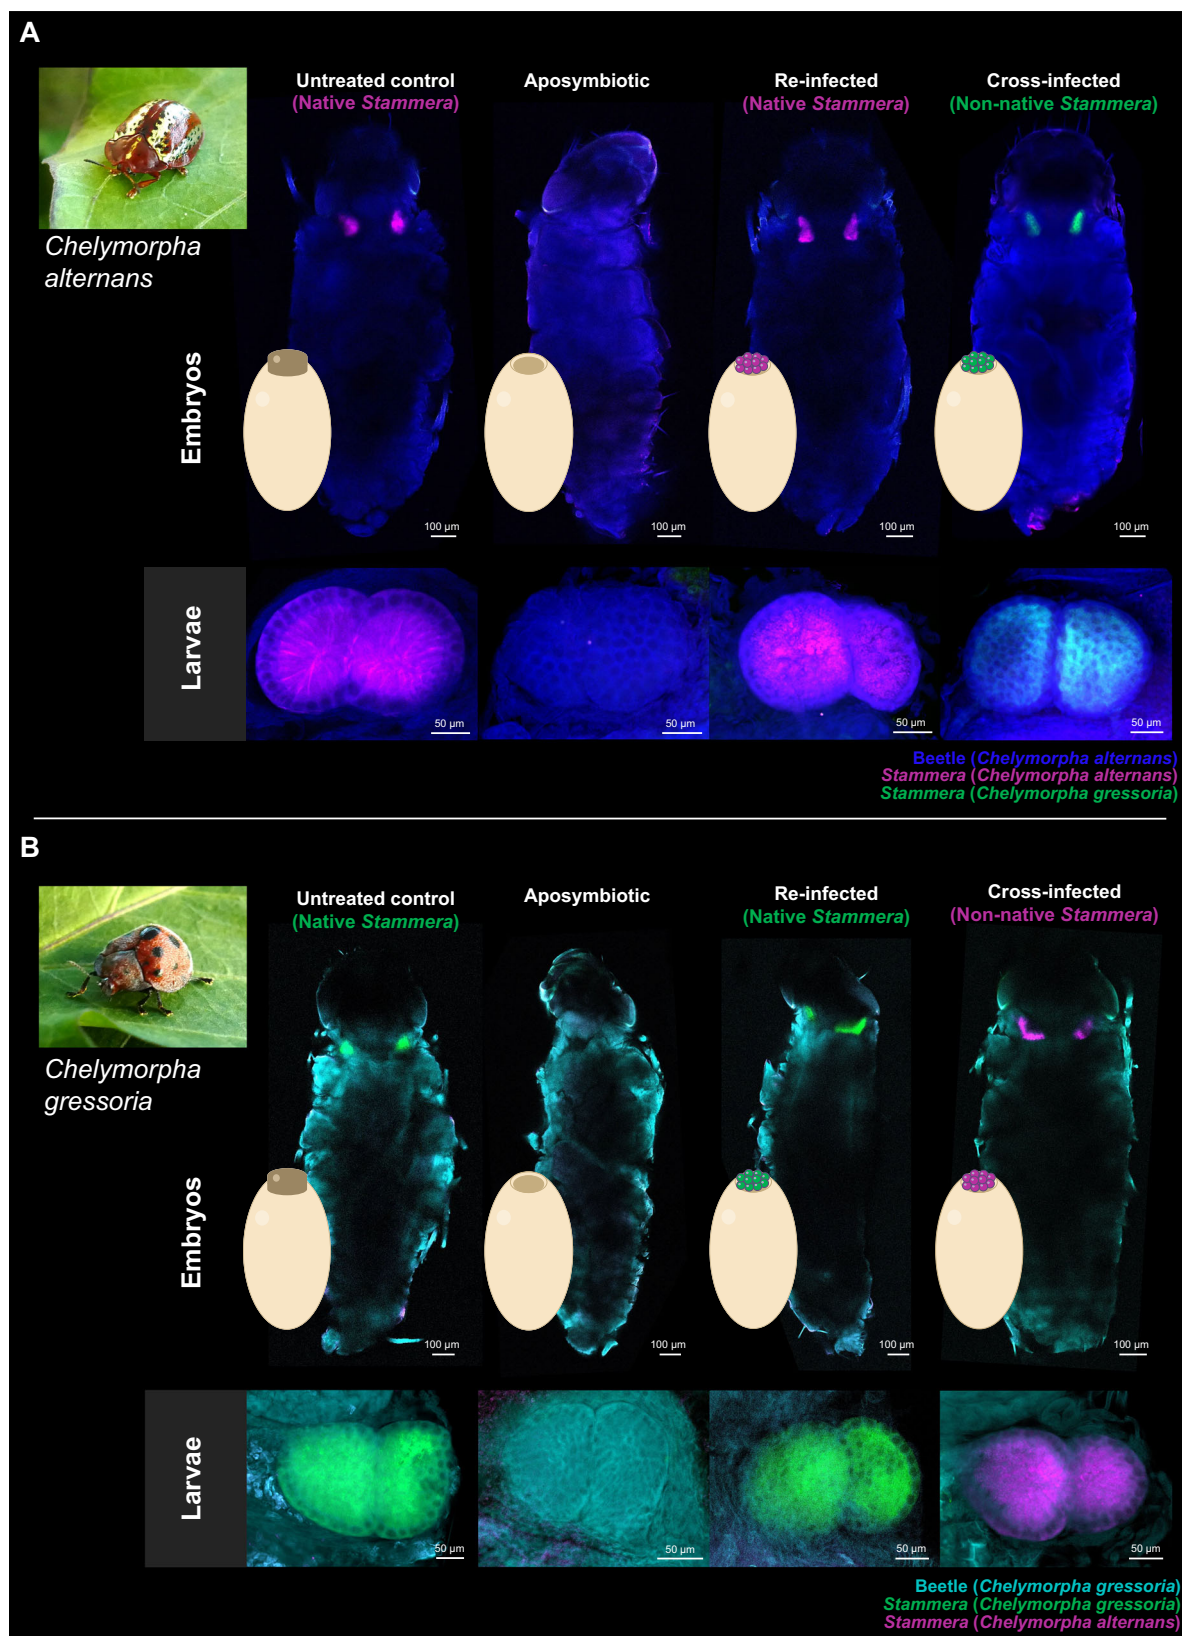 A
Untreated control
(Native Stammera)
Aposymbiotic
Re-infected
(Native Stammera)
Cross-infected
(Non-native Stammera)
Chelymorpha
alternans
Embryos
100 µm
100 µm
100 µm
100 µm
Larvae
50 µm
50 µm
50 µm
50 µm
Beetle (Chelymorpha alternans)
Stammera (Chelymorpha alternans)
Stammera (Chelymorpha gressoria)
B
Untreated control
(Native Stammera)
Aposymbiotic
Re-infected
(Native Stammera)
Cross-infected
(Non-native Stammera)
Chelymorpha
gressoria
Embryos
100 µm
100 µm
100 µm
100 µm
Larvae
50 µm
50 µm
50 µm
50 µm
Beetle (Chelymorpha gressoria)
Stammera (Chelymorpha gressoria)
Stammera (Chelymorpha alternans)